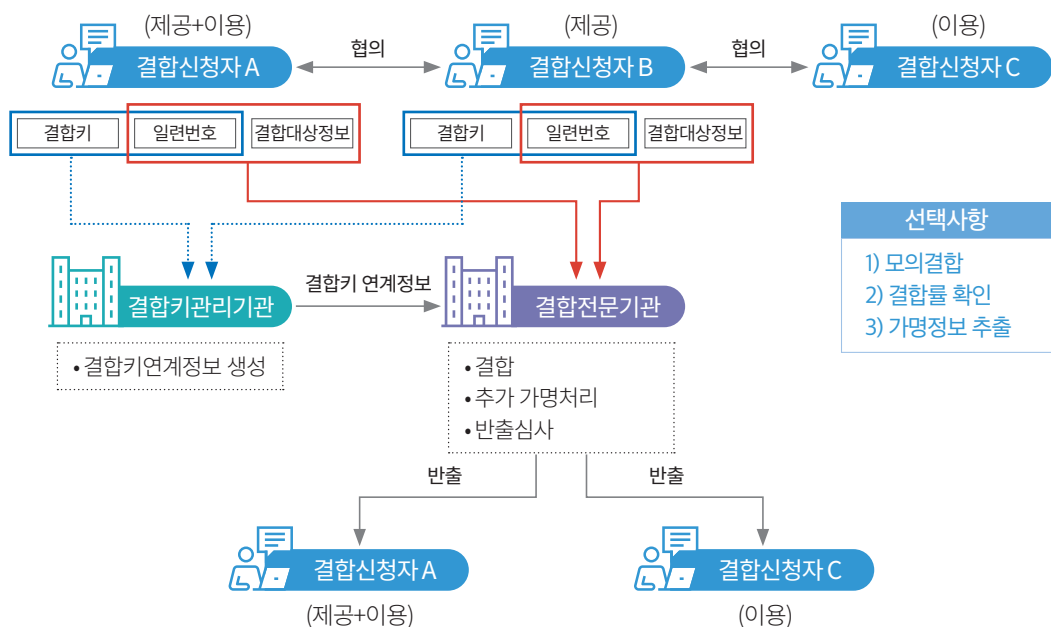 (제공+이용)
(제공)
(이용)
결합신청자 A
협의
결합신청자 B
협의
결합신청자 C
결합키
일련번호
결합대상정보
결합키
일련번호
결합대상정보
선택사항
1) 모의결합
2) 결합률 확인
3) 가명정보 추출
결합키관리기관
결합키 연계정보
결합전문기관
• 결합키연계정보 생성
• 결합
• 추가 가명처리
• 반출심사
반출
반출
결합신청자 A
결합신청자 C
(제공+이용)
(이용)